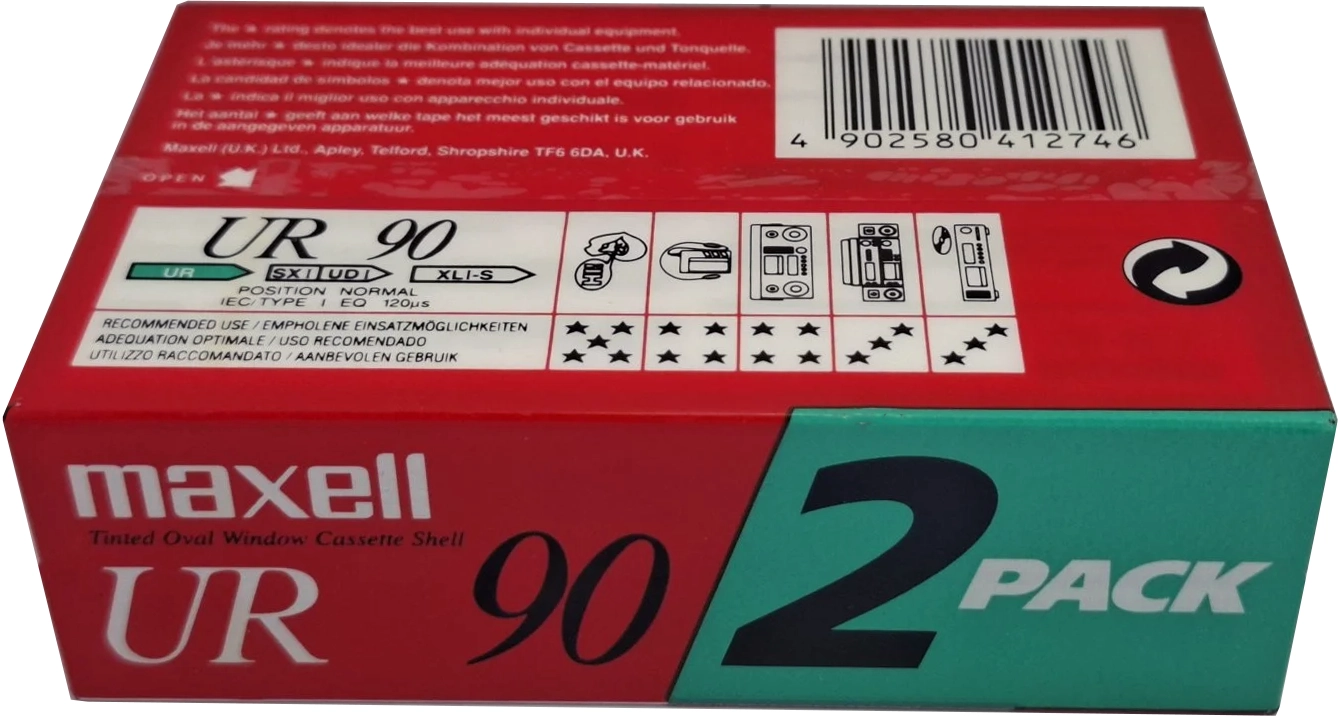 The ★ rating denotes the best use with individual equipment.
Je mehr ★ desto idealer die Kombination von Cassette und Tonquelle.
L'astérisque ★ indique la meilleure adéquation cassette-matériel.
La candidad de simbolos ★ denota mejor uso con el equipo relacionado.
La ★ indica il miglior uso con apparecchio individuale.
Het aantal ★ geeft aan welke tape het meest geschikt is voor gebruik
in de aangegeven apparatuur.
Maxell (U.K.) Ltd., Apley, Telford, Shropshire TF6 6DA, U.K.
4 902580 412746
OPEN
UR 90
UR SXI UDI XLI-S
POSITION NORMAL
IEC/TYPE I EQ 120µs
RECOMMENDED USE / EMPHOLENE EINSATZMÖGLICHKEITEN
ADEQUATION OPTIMALE / USO RECOMENDADO
UTILIZZO RACCOMANDATO / AANBEVOLEN GEBRUIK
maxell
Tinted Oval Window Cassette Shell
UR 90
2 PACK